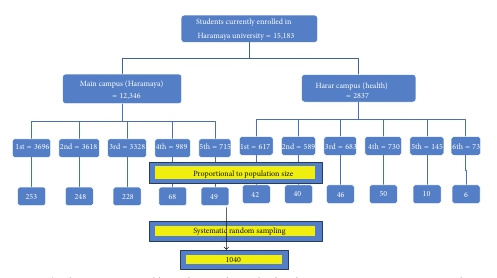 Students currently enrolled in
Haramaya university = 15,183
Main campus (Haramaya)
= 12,346
Harar campus (health)
= 2837
1st = 3696
2nd = 3618
3rd = 3328
4th = 989
5th = 715
1st = 617
2nd = 589
3rd = 683
4th = 730
5th = 145
6th = 73
Proportional to population size
253
248
228
68
49
42
40
46
50
10
6
Systematic random sampling
1040